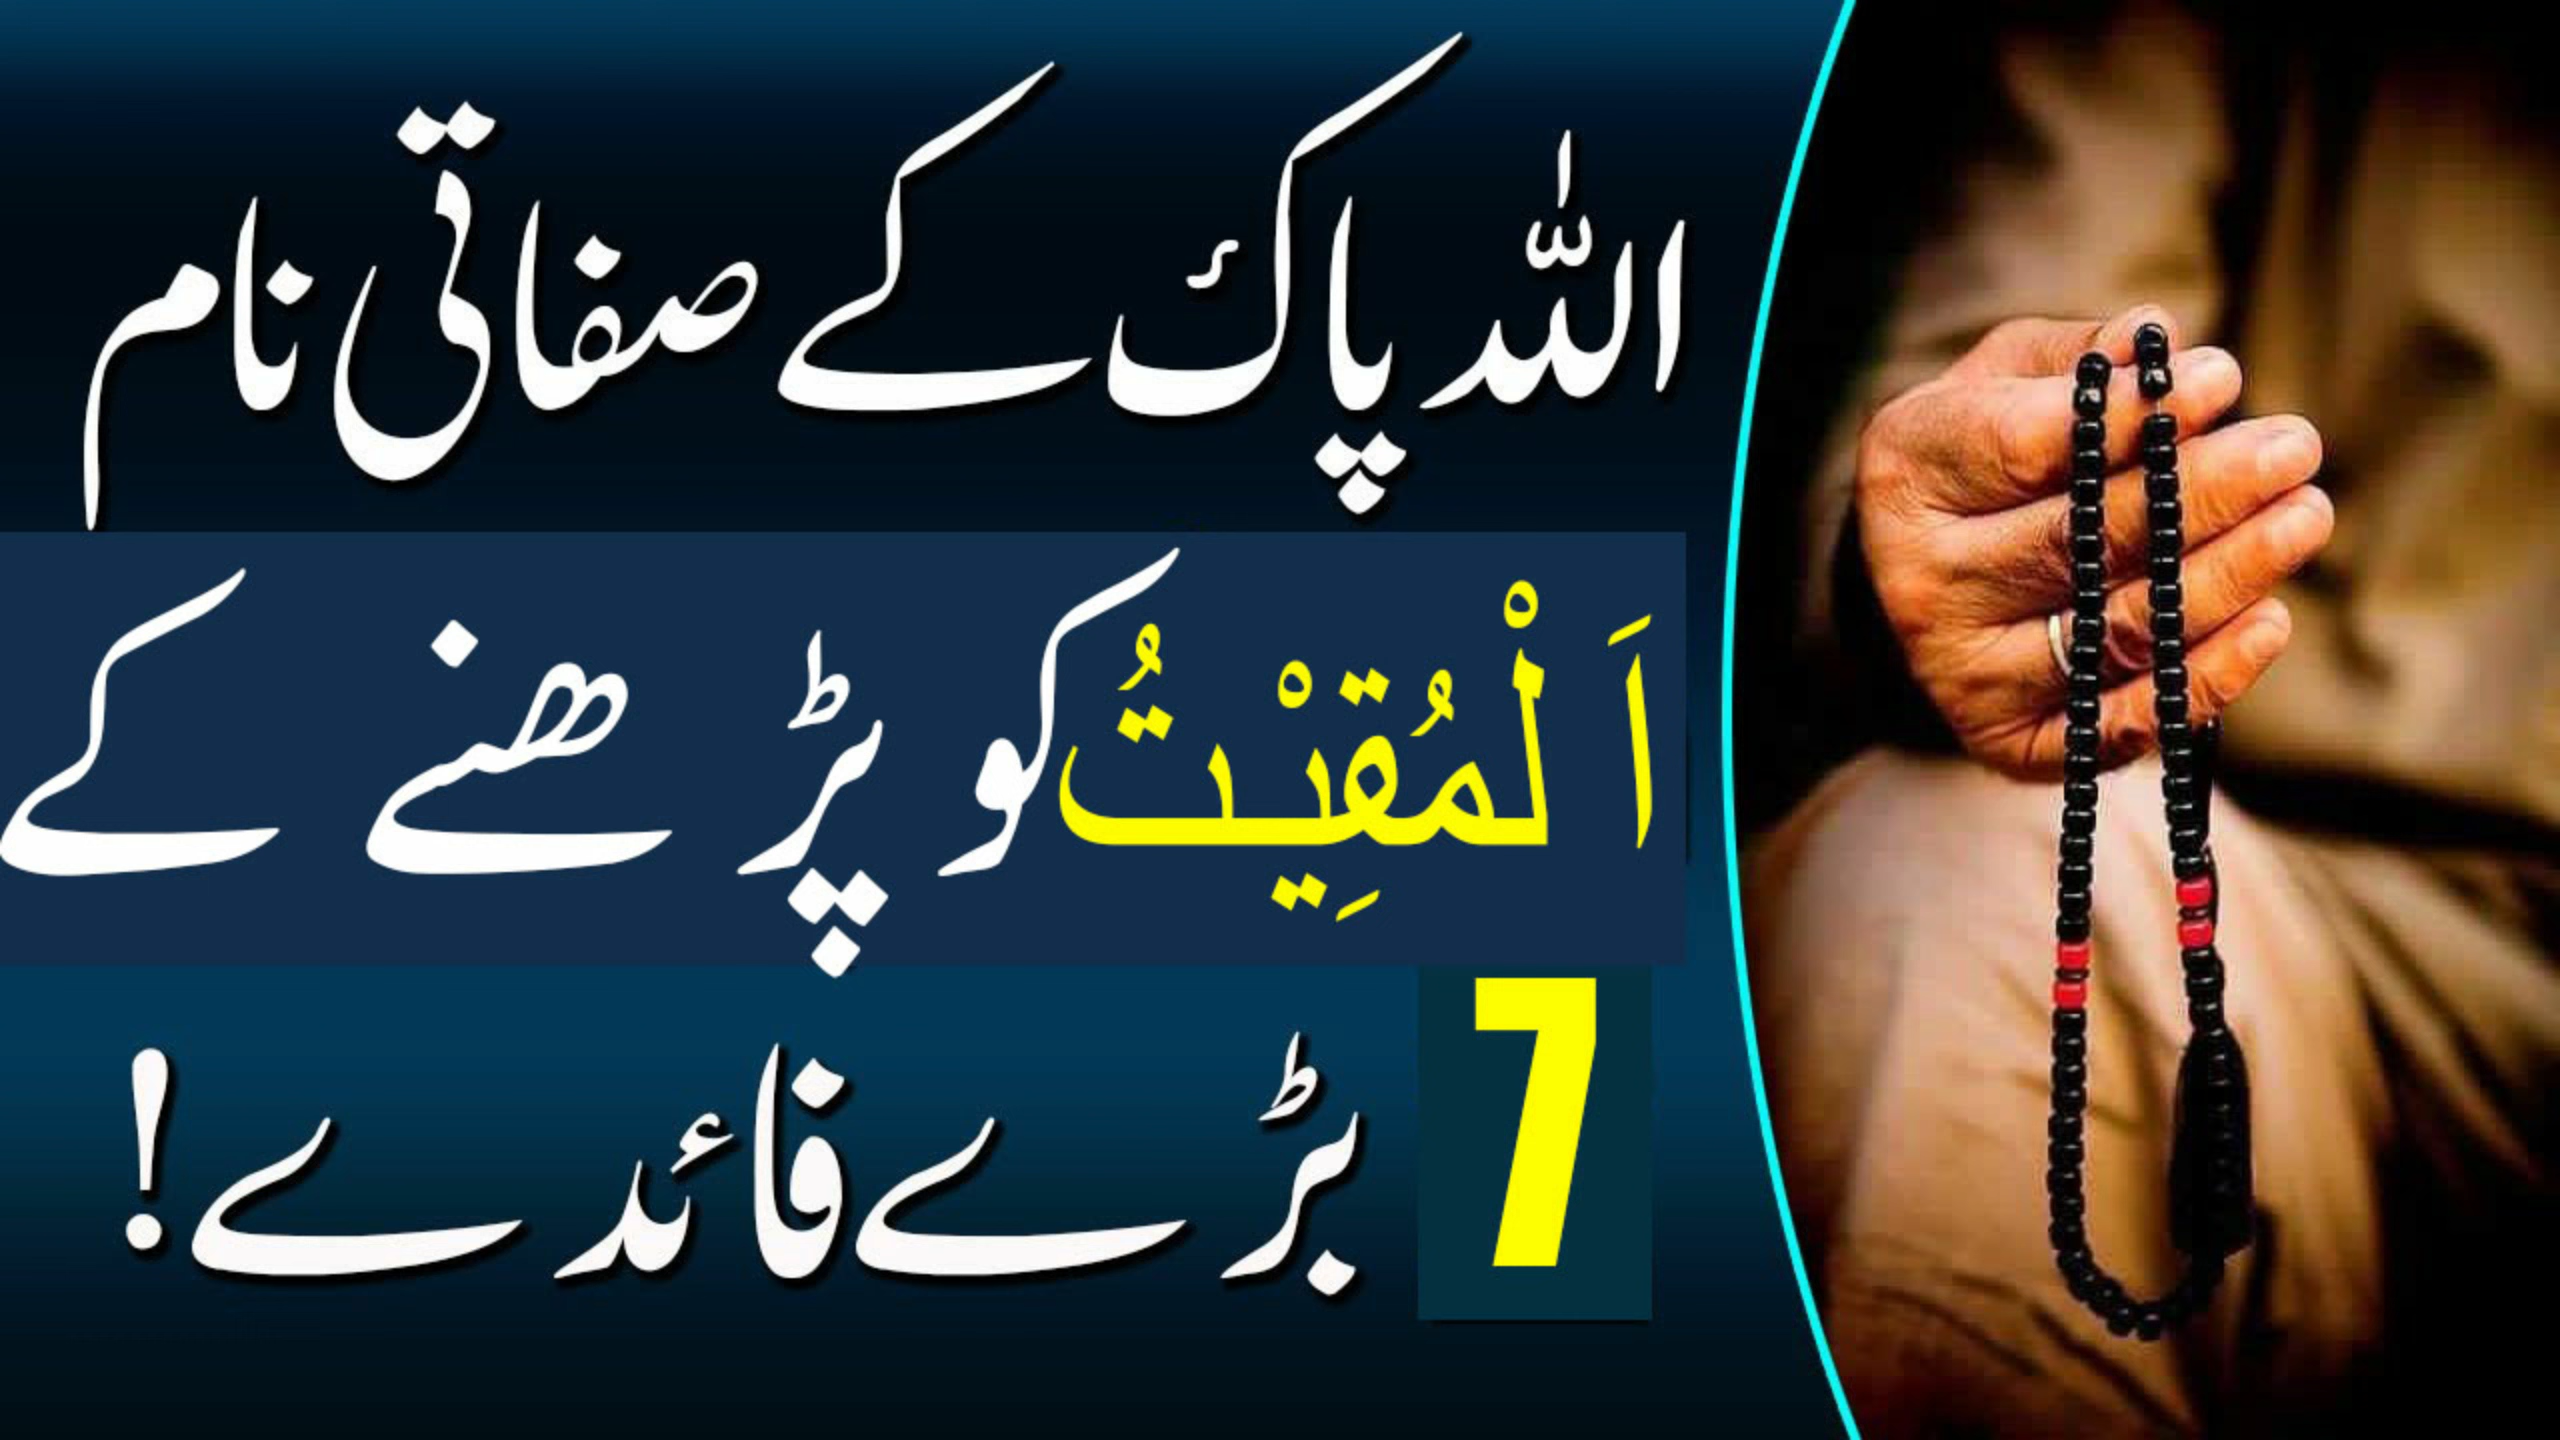 اللہ پاک کے صفاتی نام
اَلْمُقِيْتُ کو پڑھنے کے
7 بڑے فائدے!